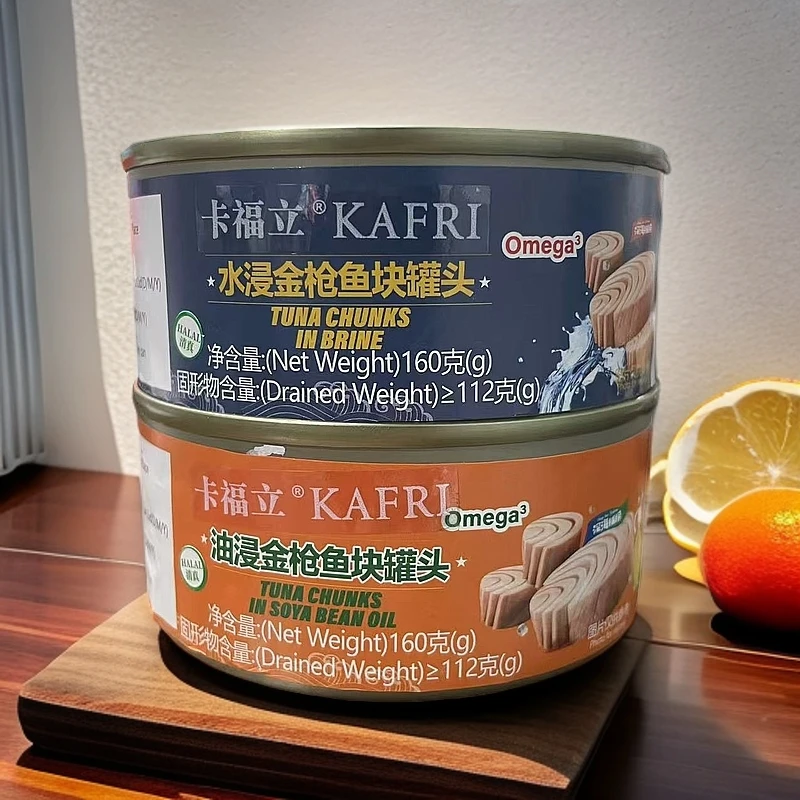 卡福立® KAFRI
Omega³
★水浸金枪鱼块罐头★
TUNA CHUNKS
IN BRINE
HALAL
清真
净含量:(Net Weight)160克(g)
固形物含量:(Drained Weight)≥112克(g)
卡福立® KAFRI
Omega³
★油浸金枪鱼块罐头★
TUNA CHUNKS
IN SOYA BEAN OIL
HALAL
清真
净含量:(Net Weight)160克(g)
固形物含量:(Drained Weight)≥112克(g)